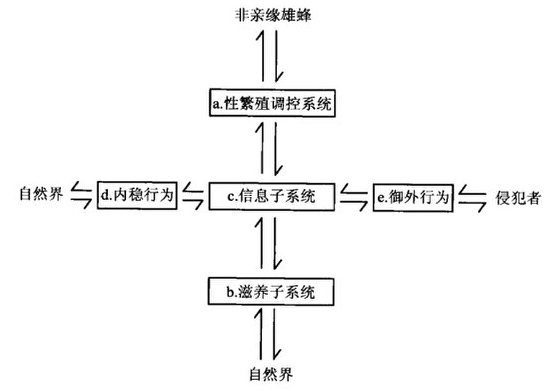 非亲缘雄蜂
a.性繁殖调控系统
自然界
d.内稳行为
c.信息子系统
e.御外行为
侵犯者
b.滋养子系统
自然界